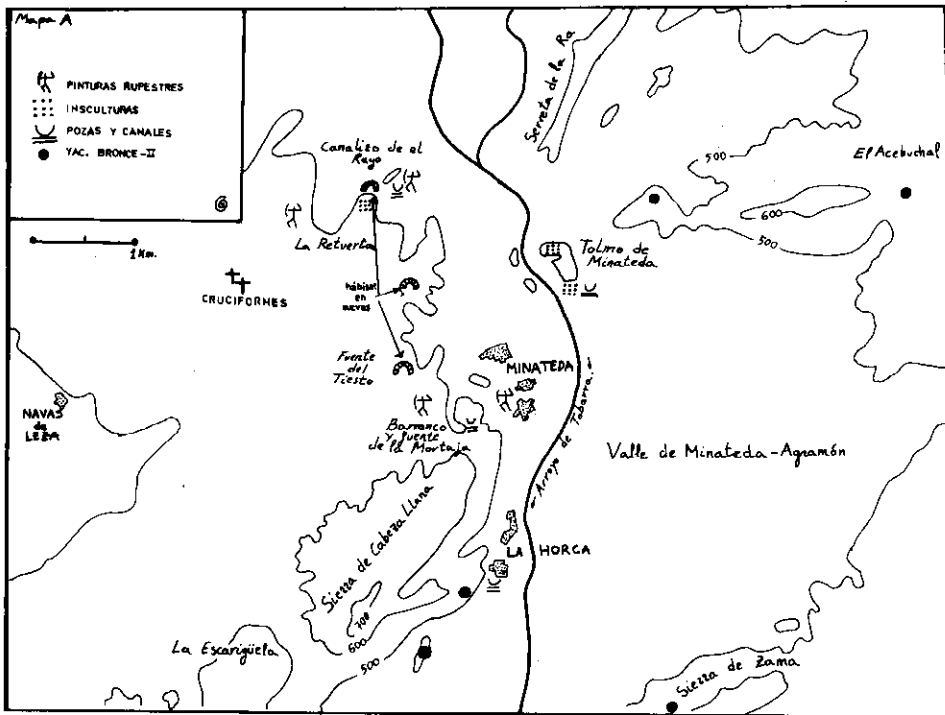 Mapa A
PINTURAS RUPESTRES
INSCULTURAS
POZAS Y CANALES
YAC. BRONCE-II
1 Km.
Canalizo de el
Rayo
La Retuerta
CRUCIFORMES
hábitat
en
cuevas
Fuente
del
Tiesto
NAVAS
de
LEZA
Barranco y fuente
de la Mortaja
MINATEDA
Serreta de la Ra
500
El Acebuchal
600
500
Tolmo de
Minateda
Arroyo de Tobarra
Valle de Minateda-Agramón
LA HORCA
Sierra de Cabeza Llana
700
600
500
La Escarigüela
Sierra de Zama